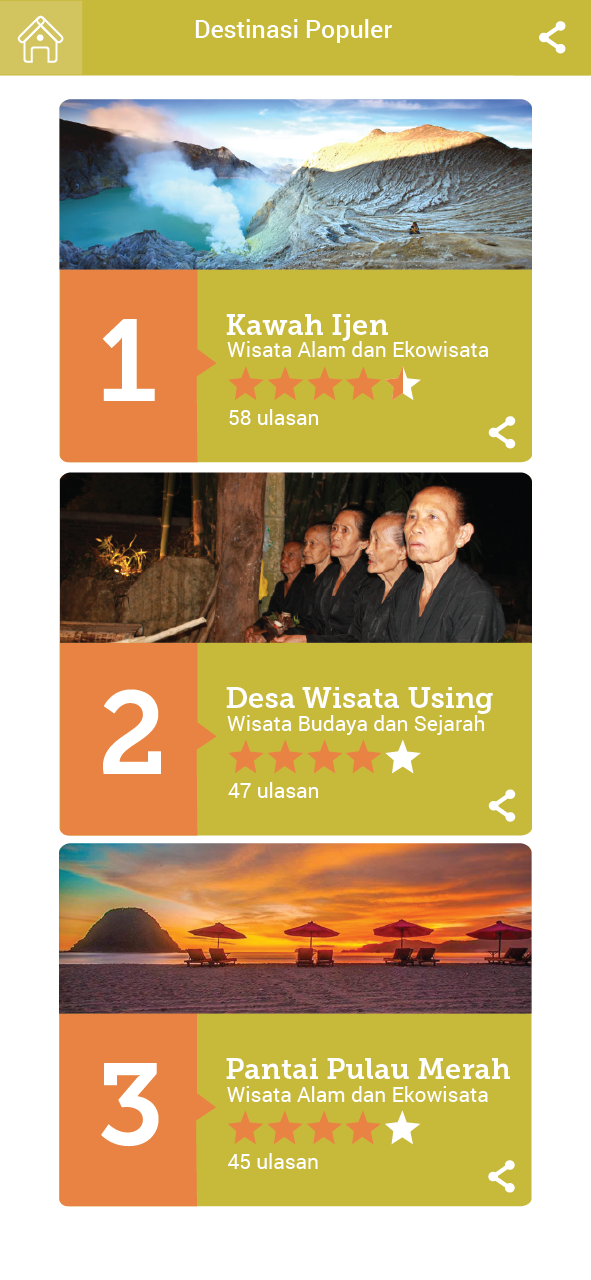 Destinasi Populer
1
Kawah Ijen
Wisata Alam dan Ekowisata
58 ulasan
2
Desa Wisata Using
Wisata Budaya dan Sejarah
47 ulasan
3
Pantai Pulau Merah
Wisata Alam dan Ekowisata
45 ulasan